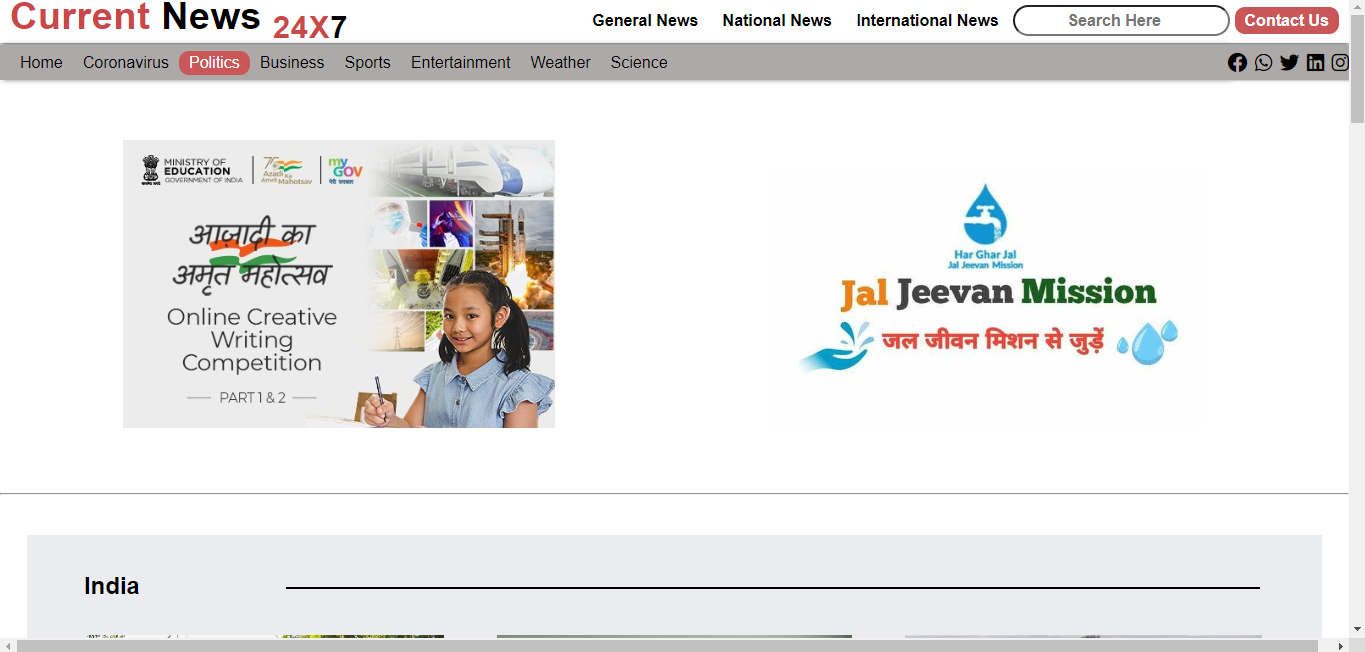 Current News 24X7
General News National News International News Search Here Contact Us
Home Coronavirus Politics Business Sports Entertainment Weather Science
MINISTRY OF
EDUCATION
GOVERNMENT OF INDIA
75
Azadi Ka
Amrit Mahotsav
my
GOV
मेरी सरकार
आज़ादी का
अमृत महोत्सव
Online Creative
Writing
Competition
PART 1 & 2
Har Ghar Jal
Jal Jeevan Mission
Jal Jeevan Mission
जल जीवन मिशन से जुड़ें
India